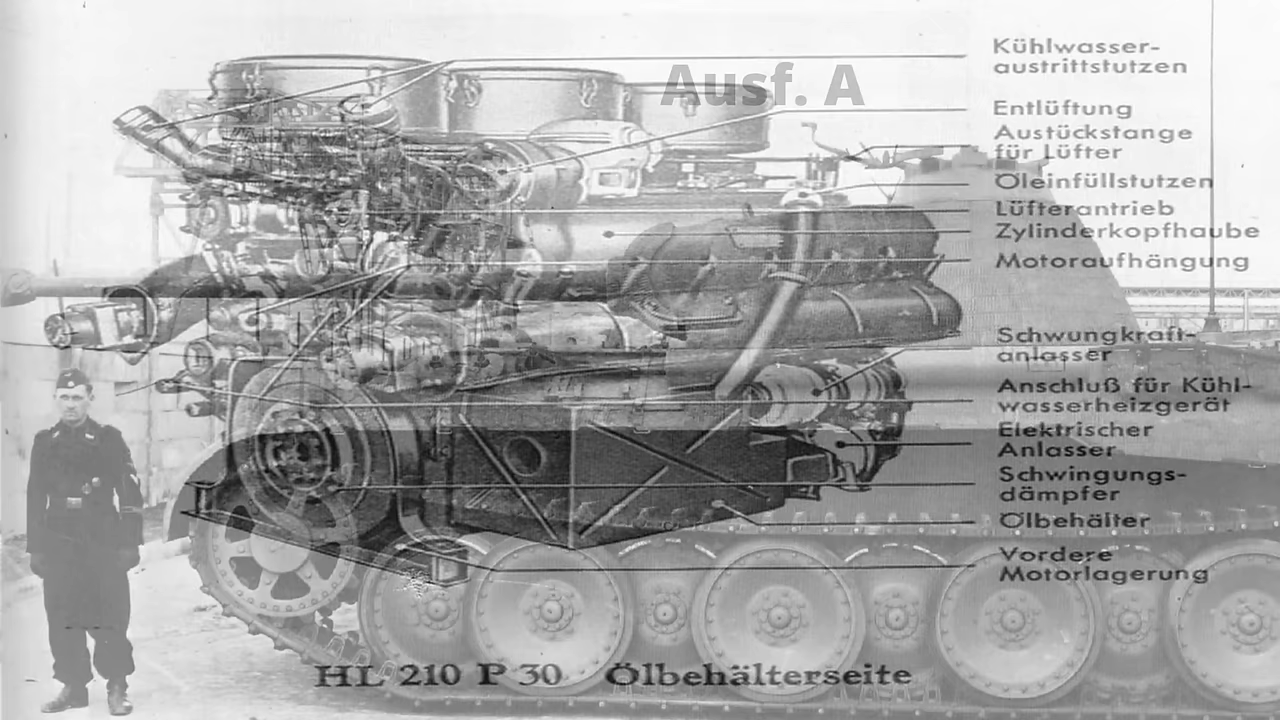 Ausf. A
Kühlwasser-
austrittstutzen
Entlüftung
Austückstange
für Lüfter
Öleinfüllstutzen
Lüfterantrieb
Zylinderkopfhaube
Motoraufhängung
Schwungkraft-
anlasser
Anschluß für Kühl-
wasserheizgerät
Elektrischer
Anlasser
Schwingungs-
dämpfer
Ölbehälter
Vordere
Motorlagerung
HL 210 P 30 Ölbehälterseite